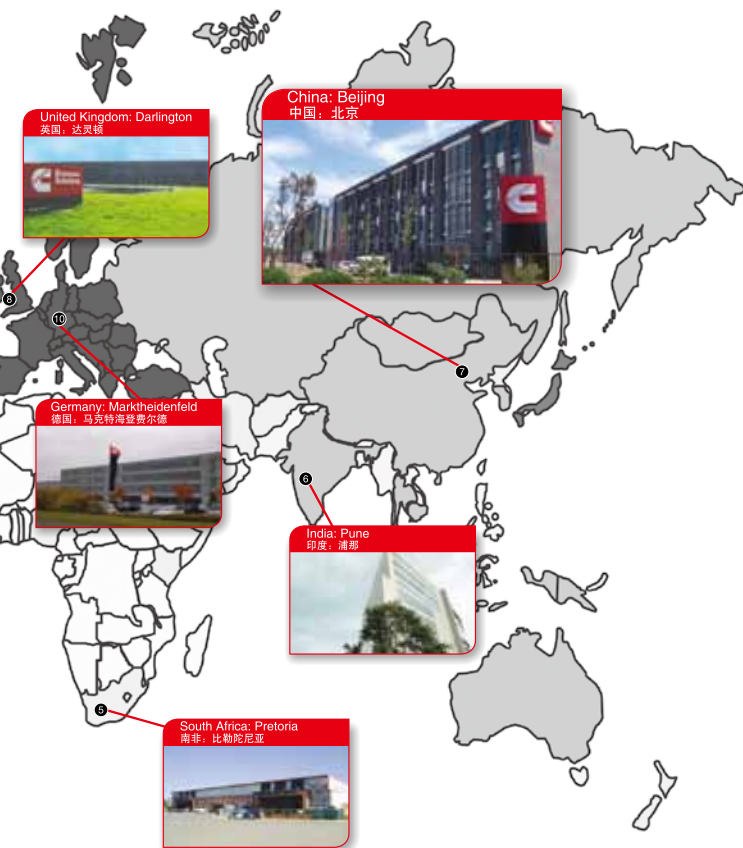 United Kingdom: Darlington
英国：达灵顿
China: Beijing
中国：北京
8
10
7
Germany: Marktheidenfeld
德国：马克特海登费尔德
6
India: Pune
印度：浦那
5
South Africa: Pretoria
南非：比勒陀尼亚